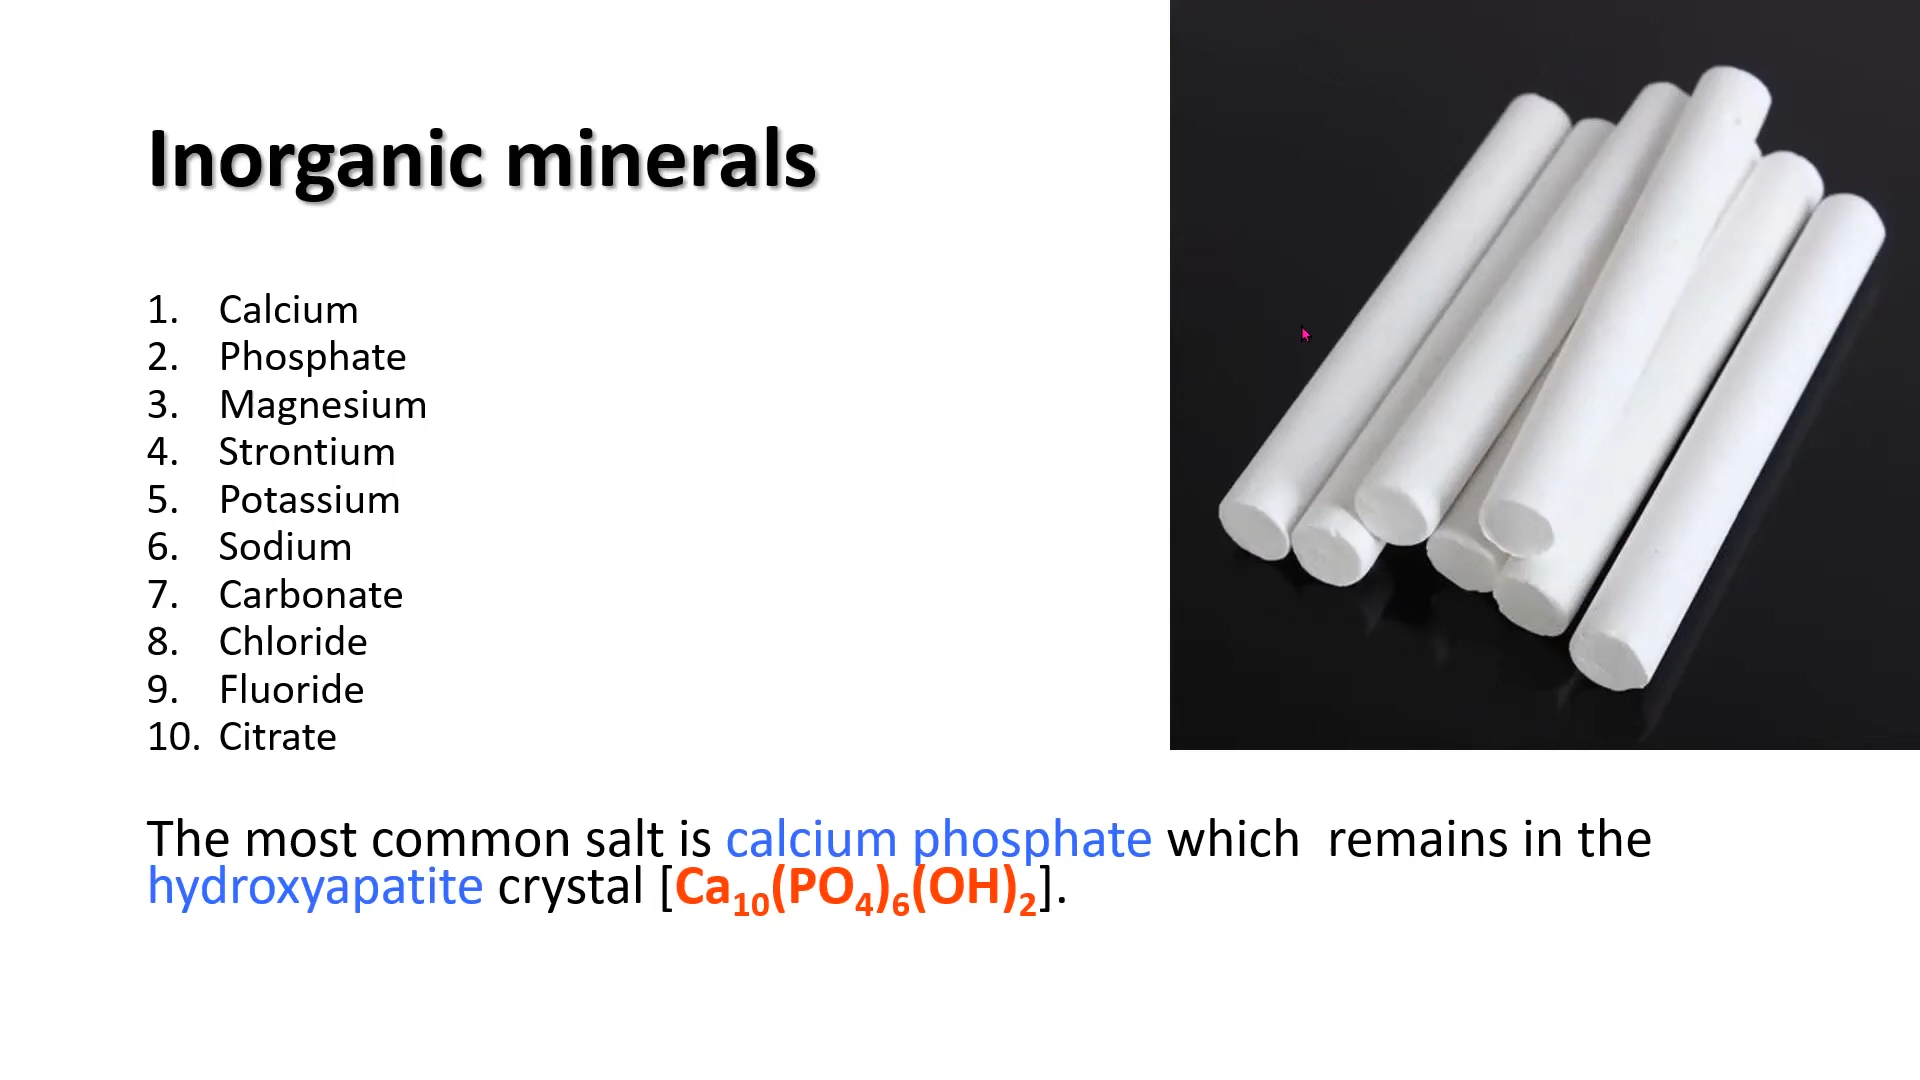 Inorganic minerals
1. Calcium
2. Phosphate
3. Magnesium
4. Strontium
5. Potassium
6. Sodium
7. Carbonate
8. Chloride
9. Fluoride
10. Citrate
The most common salt is calcium phosphate which  remains in the
hydroxyapatite crystal [Ca₁₀(PO₄)₆(OH)₂].